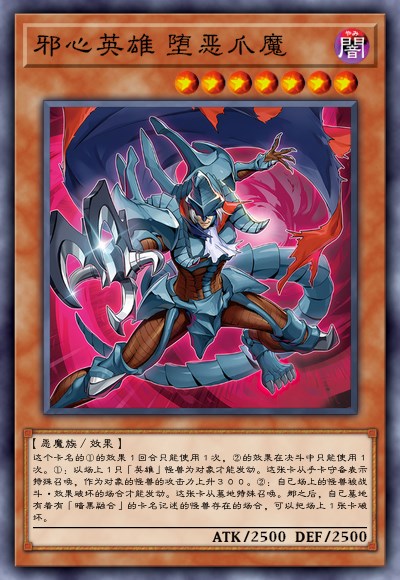 邪心英雄 堕恶爪魔
やみ
闇
【恶魔族／效果】
这个卡名的①的效果1回合只能使用1次，②的效果在决斗中只能使用
1次。①：以场上1只「英雄」怪兽为对象才能发动。这张卡从手卡守备表示
特殊召唤，作为对象的怪兽的攻击力上升３００。②：自己场上的怪兽被战
斗·效果破坏的场合才能发动。这张卡从墓地特殊召唤。那之后，自己墓地
有着有「暗黑融合」的卡名记述的怪兽存在的场合，可以把场上1张卡破
坏。
ATK/2500 DEF/2500